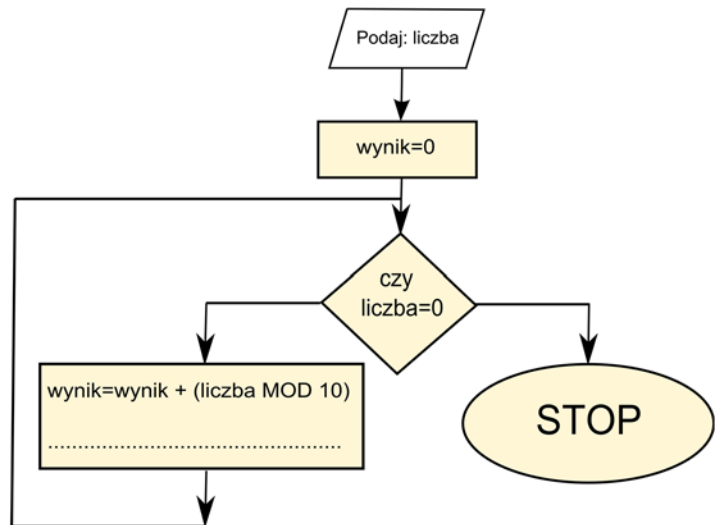 Podaj: liczba
wynik=0
czy
liczba=0
wynik=wynik + (liczba MOD 10)
.................................................
STOP